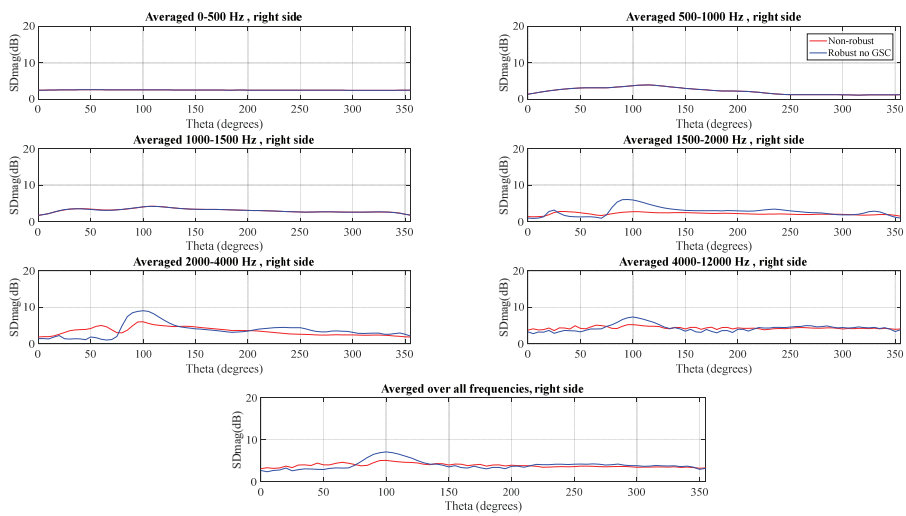 Averaged 0-500 Hz , right side
20
10
0
SDmag(dB)
0 50 100 150 200 250 300 350
Theta (degrees)
Averaged 500-1000 Hz , right side
Non-robust
Robust no GSC
20
10
0
SDmag(dB)
0 50 100 150 200 250 300 350
Theta (degrees)
Averaged 1000-1500 Hz , right side
20
10
0
SDmag(dB)
0 50 100 150 200 250 300 350
Theta (degrees)
Averaged 1500-2000 Hz , right side
20
10
0
SDmag(dB)
0 50 100 150 200 250 300 350
Theta (degrees)
Averaged 2000-4000 Hz , right side
20
10
0
SDmag(dB)
0 50 100 150 200 250 300 350
Theta (degrees)
Averaged 4000-12000 Hz , right side
20
10
0
SDmag(dB)
0 50 100 150 200 250 300 350
Theta (degrees)
Averged over all frequencies, right side
20
10
0
SDmag(dB)
0 50 100 150 200 250 300 350
Theta (degrees)